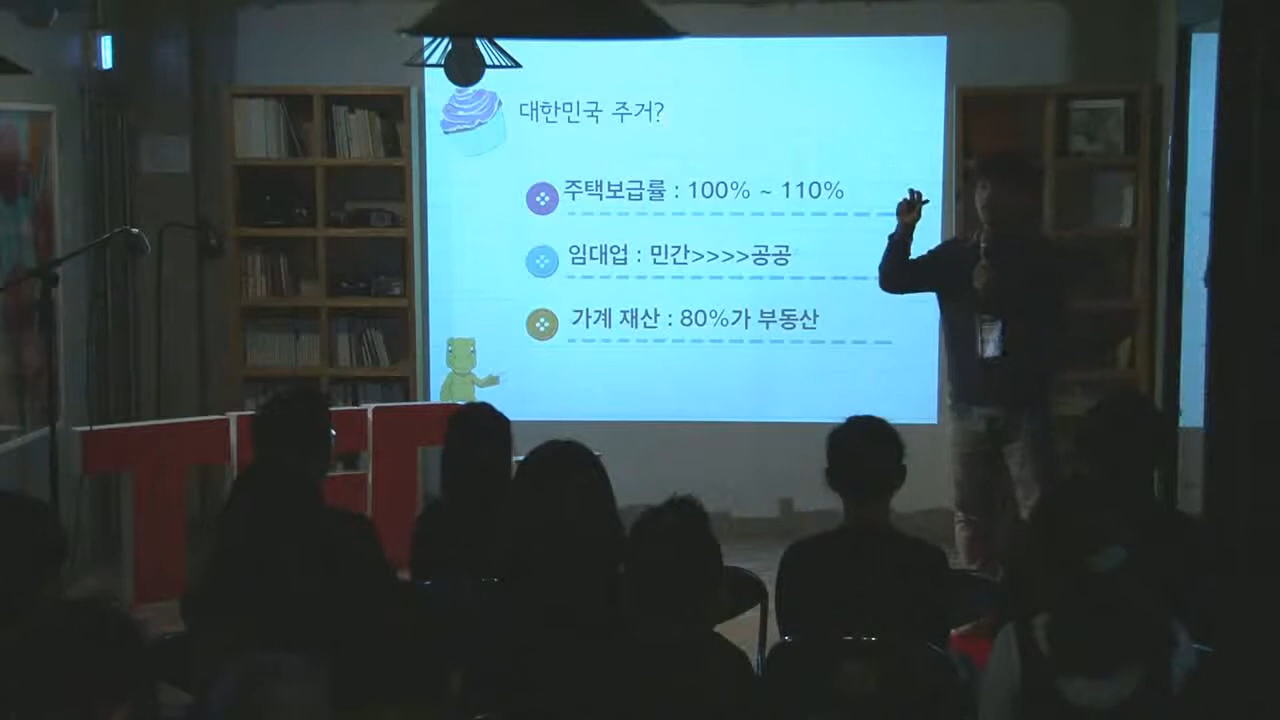 대한민국 주거?
주택보급률 : 100% ~ 110%
임대업 : 민간>>>>공공
가계 재산 : 80%가 부동산
TE